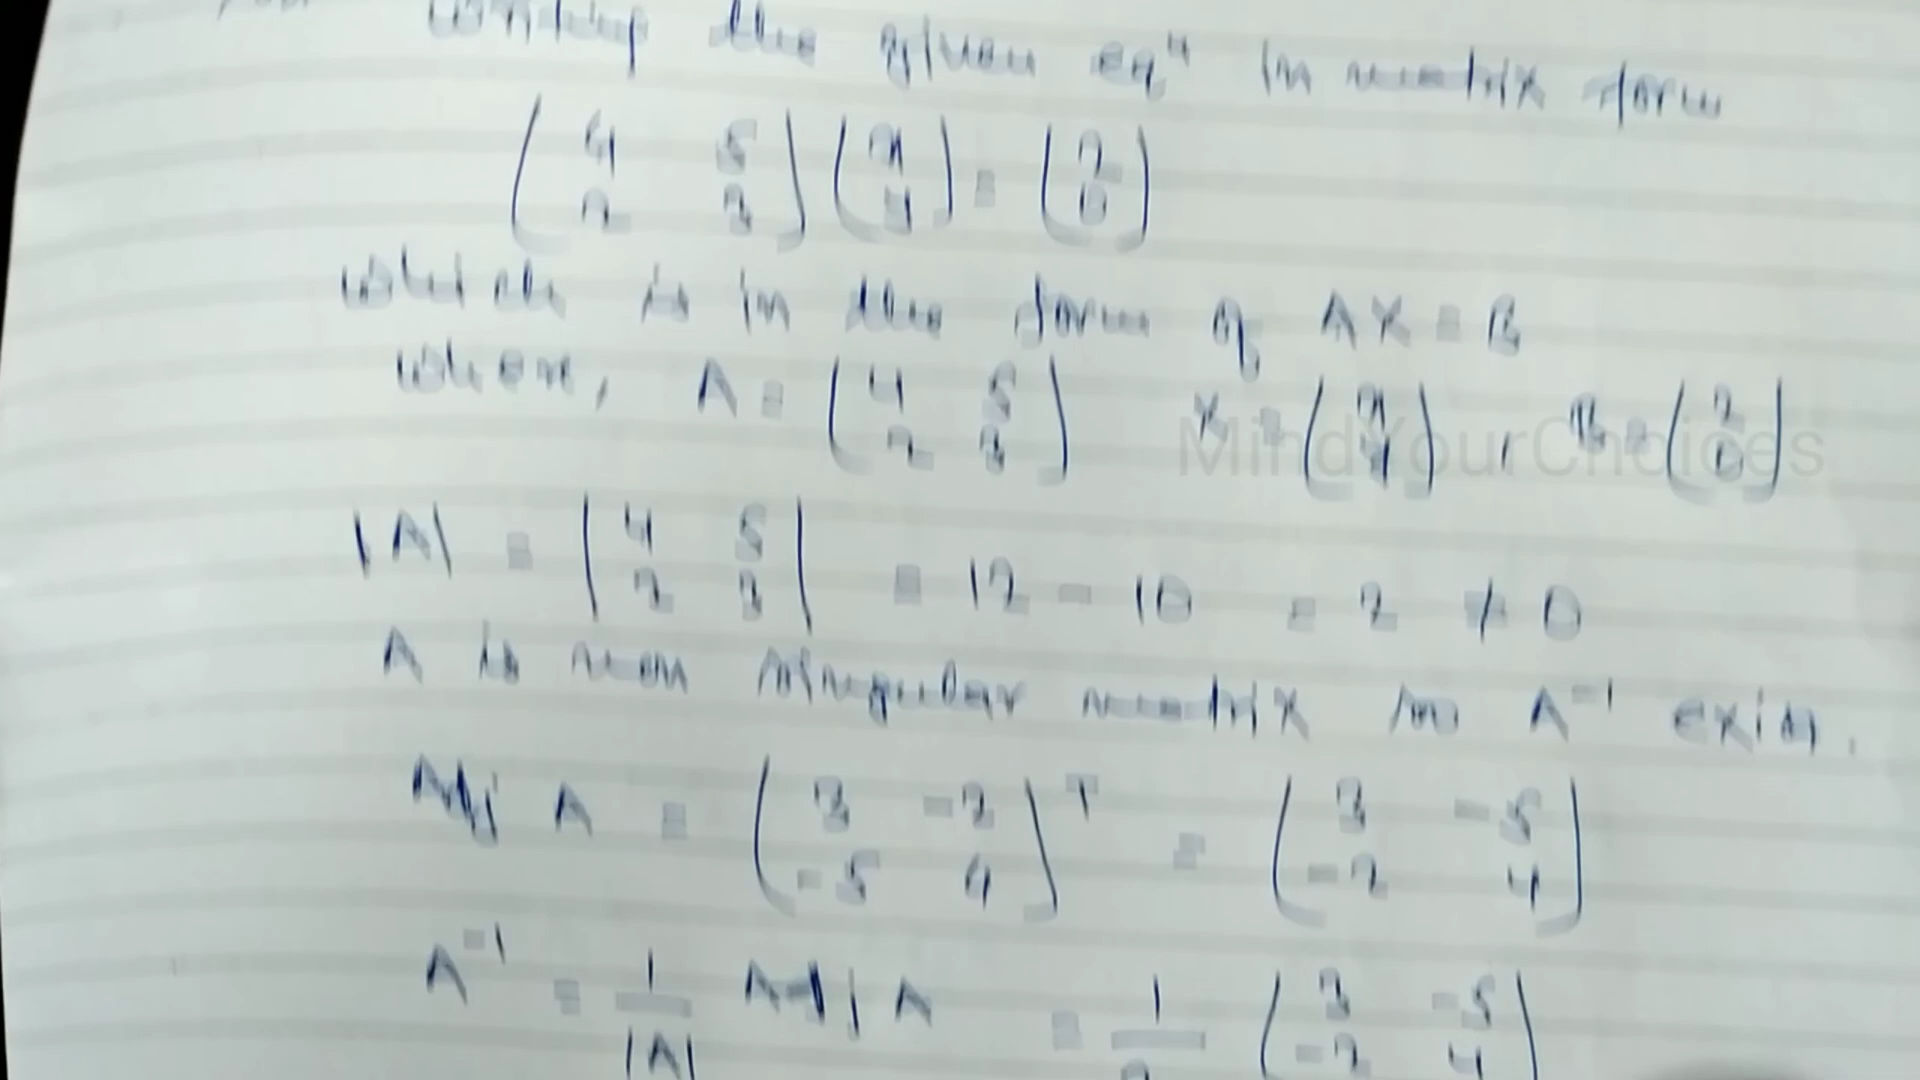 Writing the given eqn in matrix form
(4 5
2 3) (x
y) = (2
0)
which is in the form of AX = B
where, A = (4 5
2 3) X = (x
y), B = (2
0)
|A| = |4 5
2 3| = 12 - 10 = 2 ≠ 0
A is non singular matrix so A⁻¹ exist.
Adj A = (3 -2
-5 4)ᵀ = (3 -5
-2 4)
A⁻¹ = 1/|A| Adj A = 1/2 (3 -5
-2 4)
MindYourChoices